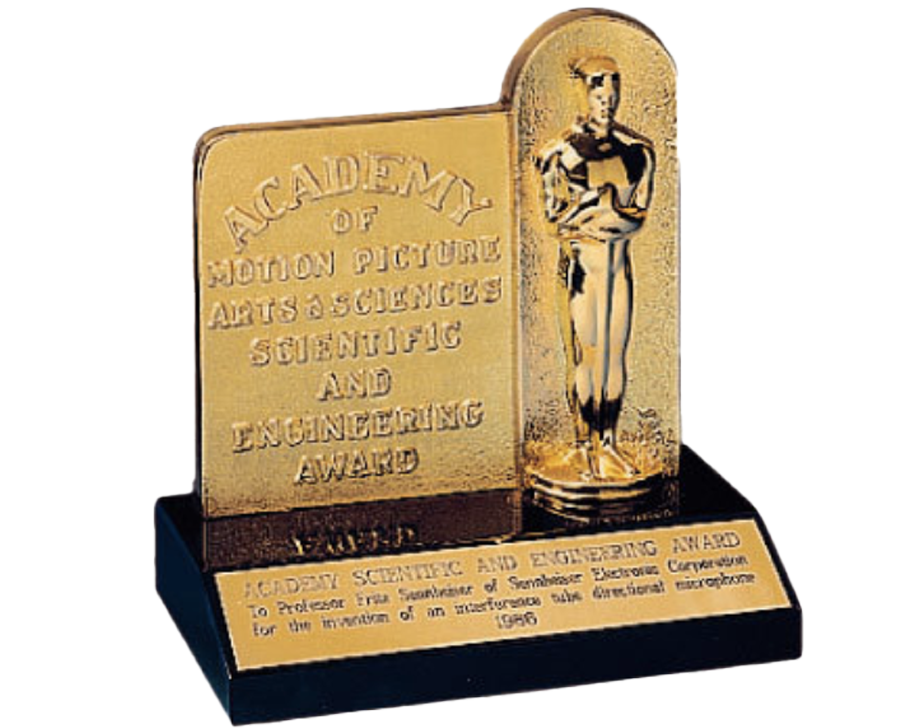 ACADEMY
OF
MOTION PICTURE
ARTS & SCIENCES
SCIENTIFIC
AND
ENGINEERING
AWARD
ACADEMY SCIENTIFIC AND ENGINEERING AWARD
To Professor Fritz Sennheiser of Sennheiser Electronic Corporation
for the invention of an interference tube directional microphone
1986